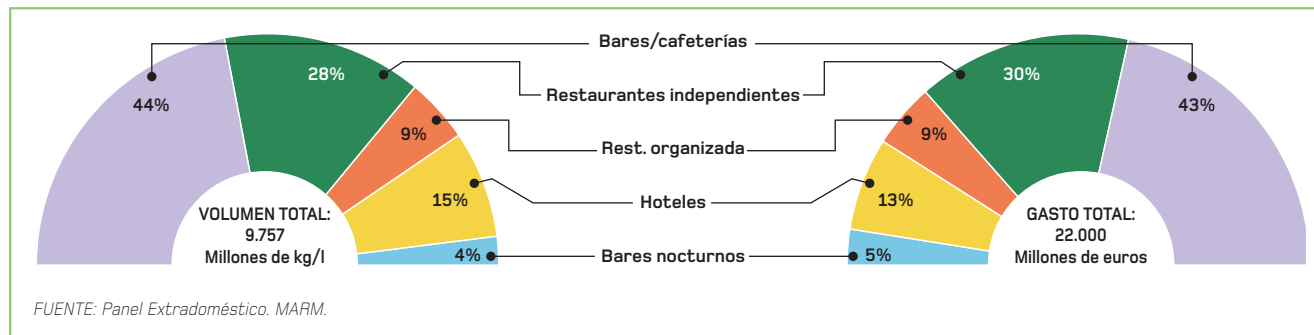 Bares/cafeterías
28%
30%
44%
Restaurantes independientes
43%
9%
Rest. organizada
9%
15%
Hoteles
13%
VOLUMEN TOTAL:
9.757
Millones de kg/l
GASTO TOTAL:
22.000
Millones de euros
4%
Bares nocturnos
5%
FUENTE: Panel Extradoméstico. MARM.